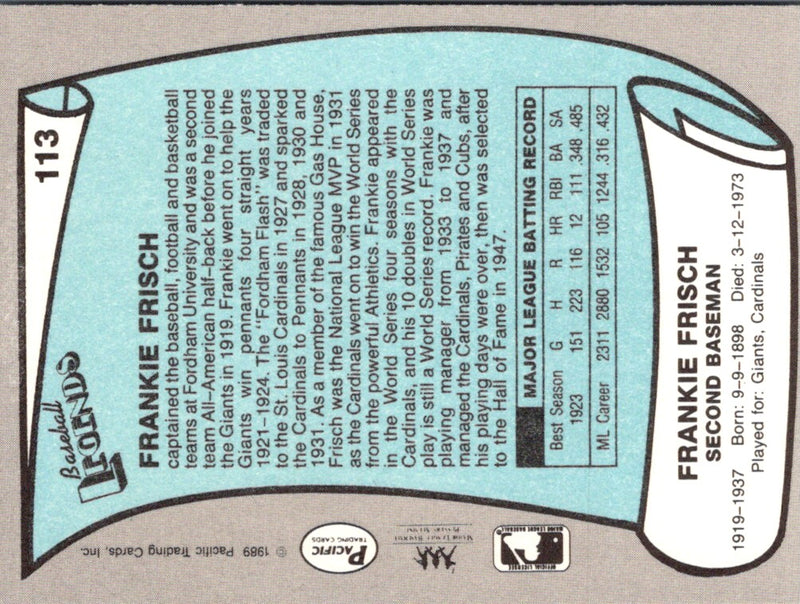 113
Baseball
LEGENDS
FRANKIE FRISCH
captained the baseball, football and basketball
teams at Fordham University and was a second
team All–American half–back before he joined
the Giants in 1919. Frankie went on to help the
Giants win pennants four straight years
1921–1924. The "Fordham Flash" was traded
to the St. Louis Cardinals in 1927 and sparked
the Cardinals to Pennants in 1928, 1930 and
1931. As a member of the famous Gas House,
Frisch was the National League MVP in 1931
as the Cardinals went on to win the World Series
from the powerful Athletics. Frankie appeared
in the World Series four seasons with the
Cardinals, and his 10 doubles in World Series
play is still a World Series record. Frankie was
playing manager from 1933 to 1937 and
managed the Cardinals, Pirates and Cubs, after
his playing days were over, then was selected
to the Hall of Fame in 1947.
MAJOR LEAGUE BATTING RECORD
Best Season G H R HR RBI BA SA
1923 151 223 116 12 111 .348 .485
ML Career 2311 2880 1532 105 1244 .316 .432
FRANKIE FRISCH
SECOND BASEMAN
1919–1937 Born: 9–9–1898 Died: 3–12–1973
Played for: Giants, Cardinals
© 1989 Pacific Trading Cards, Inc.
PACIFIC
TRADING CARDS
MAJOR LEAGUE BASEBALL
OFFICIAL LICENSEE